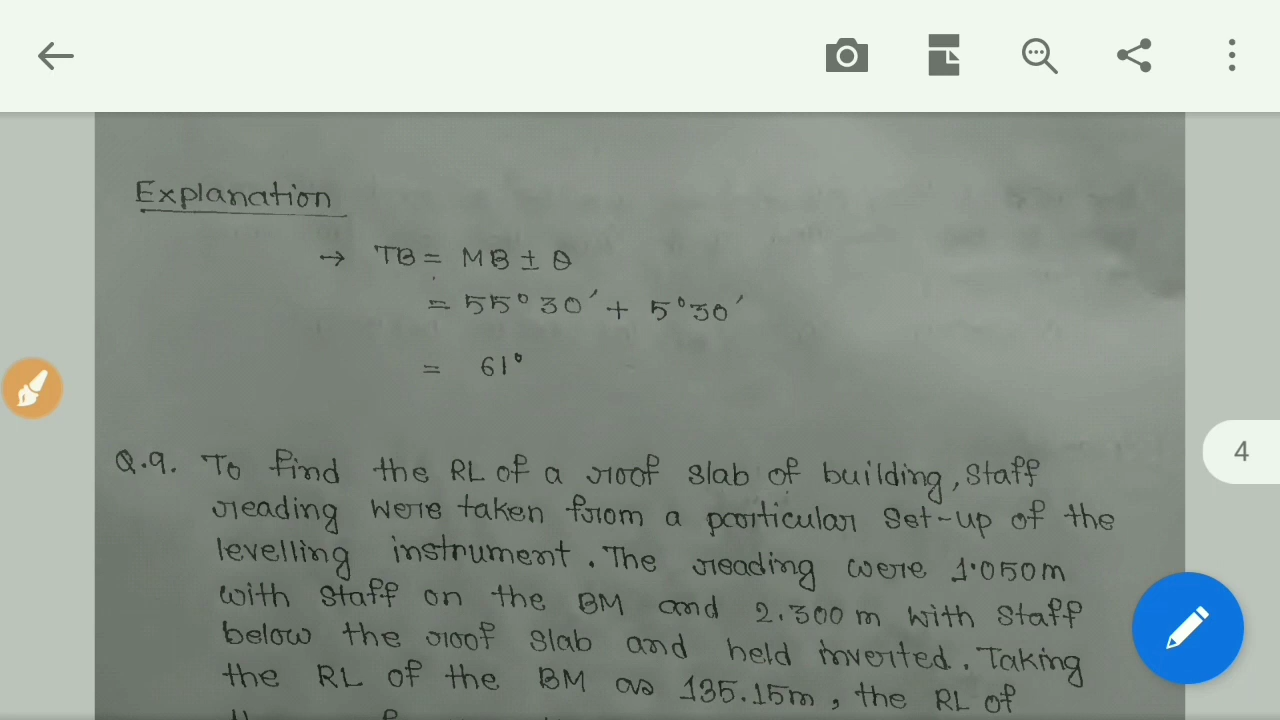 Explanation
→ TB = MB ± θ
= 55° 30' + 5°30'
= 61°
Q.9. To find the RL of a roof slab of building, staff
reading were taken from a particular set-up of the
levelling instrument. The reading were 1.050m
with staff on the BM and 2.300 m with staff
below the roof slab and held inverted. Taking
the RL of the BM as 135.15m, the RL of
4